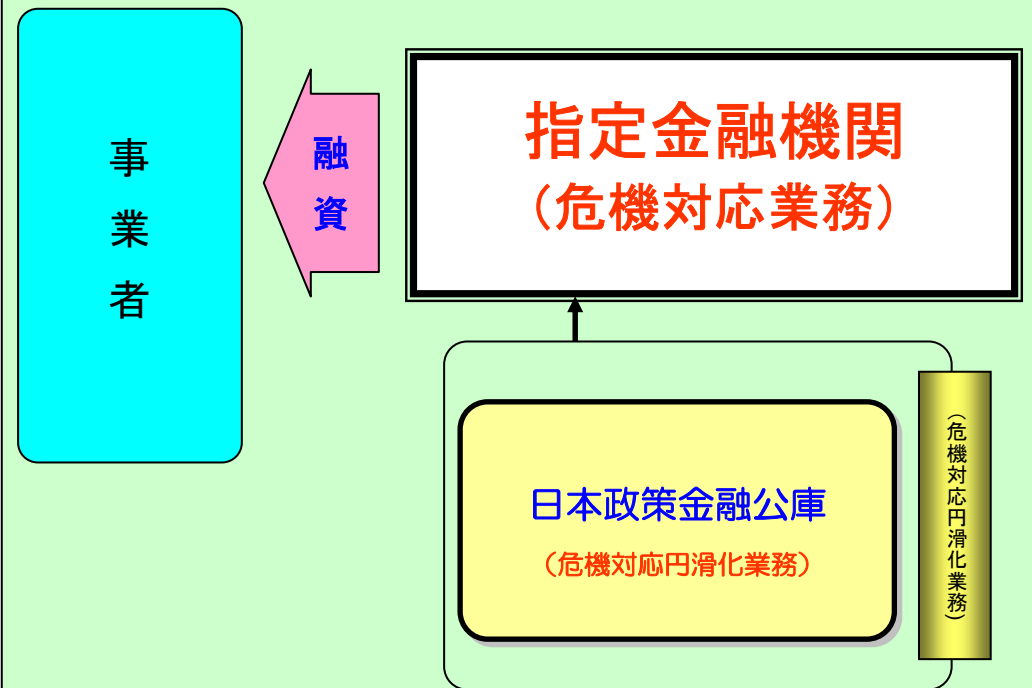 事業者
融資
指定金融機関
（危機対応業務）
日本政策金融公庫
（危機対応円滑化業務）
（危機対応円滑化業務）